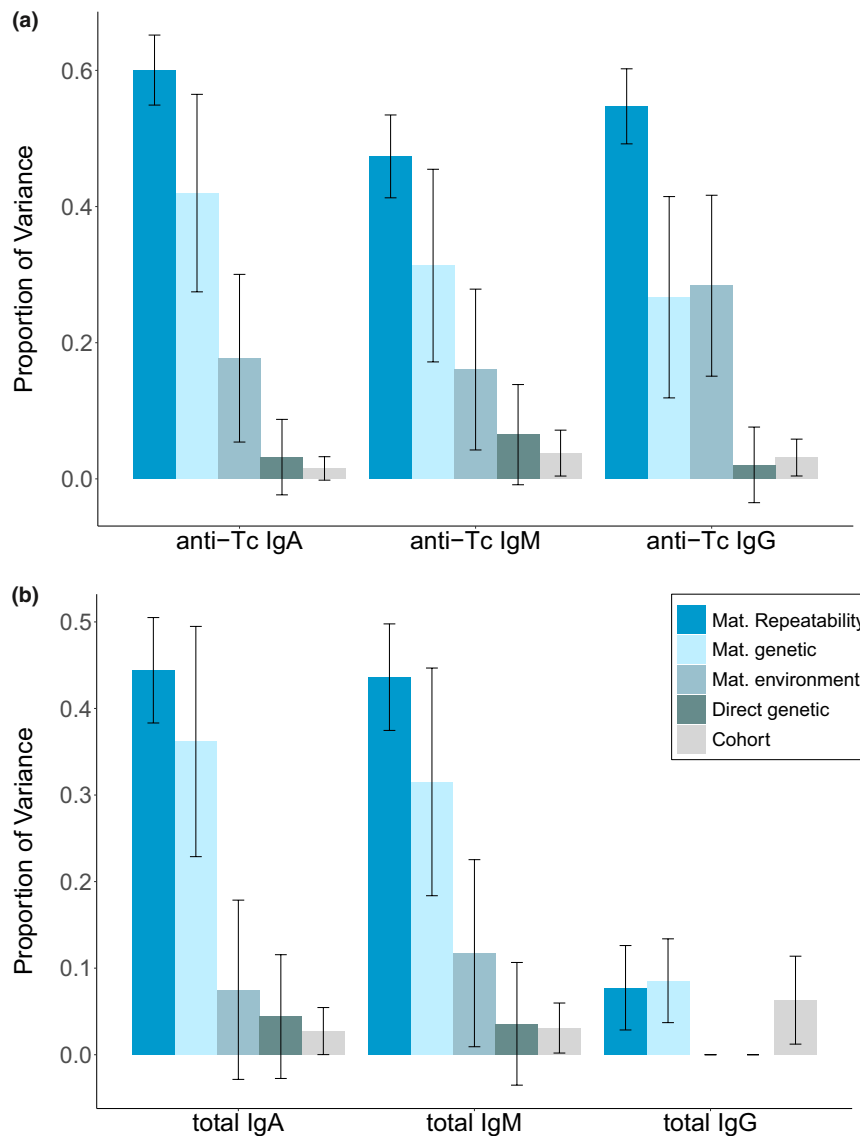 (a)
Proportion of Variance
0.6
0.4
0.2
0.0
anti−Tc IgA
anti−Tc IgM
anti−Tc IgG
(b)
Proportion of Variance
0.5
0.4
0.3
0.2
0.1
0.0
Mat. Repeatability
Mat. genetic
Mat. environment
Direct genetic
Cohort
total IgA
total IgM
total IgG